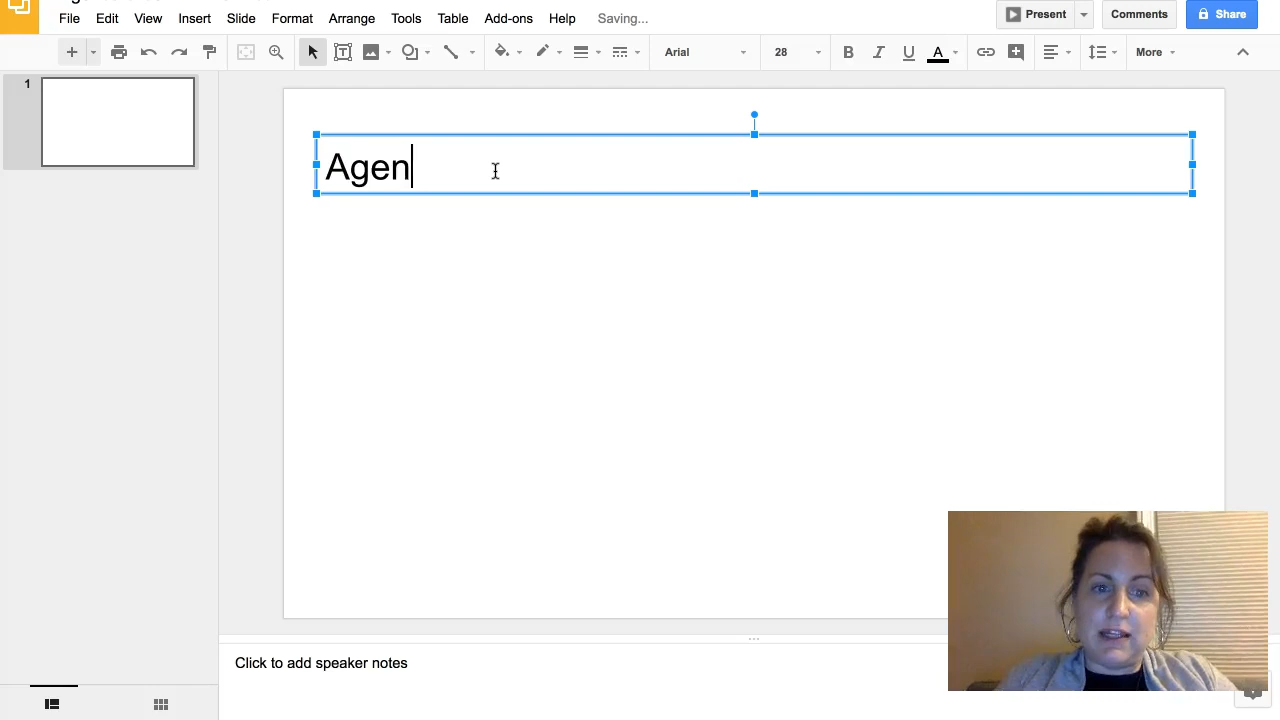 File Edit View Insert Slide Format Arrange Tools Table Add-ons Help Saving...
Present Comments Share
Arial 28 B I U A More
1
Agen
Click to add speaker notes